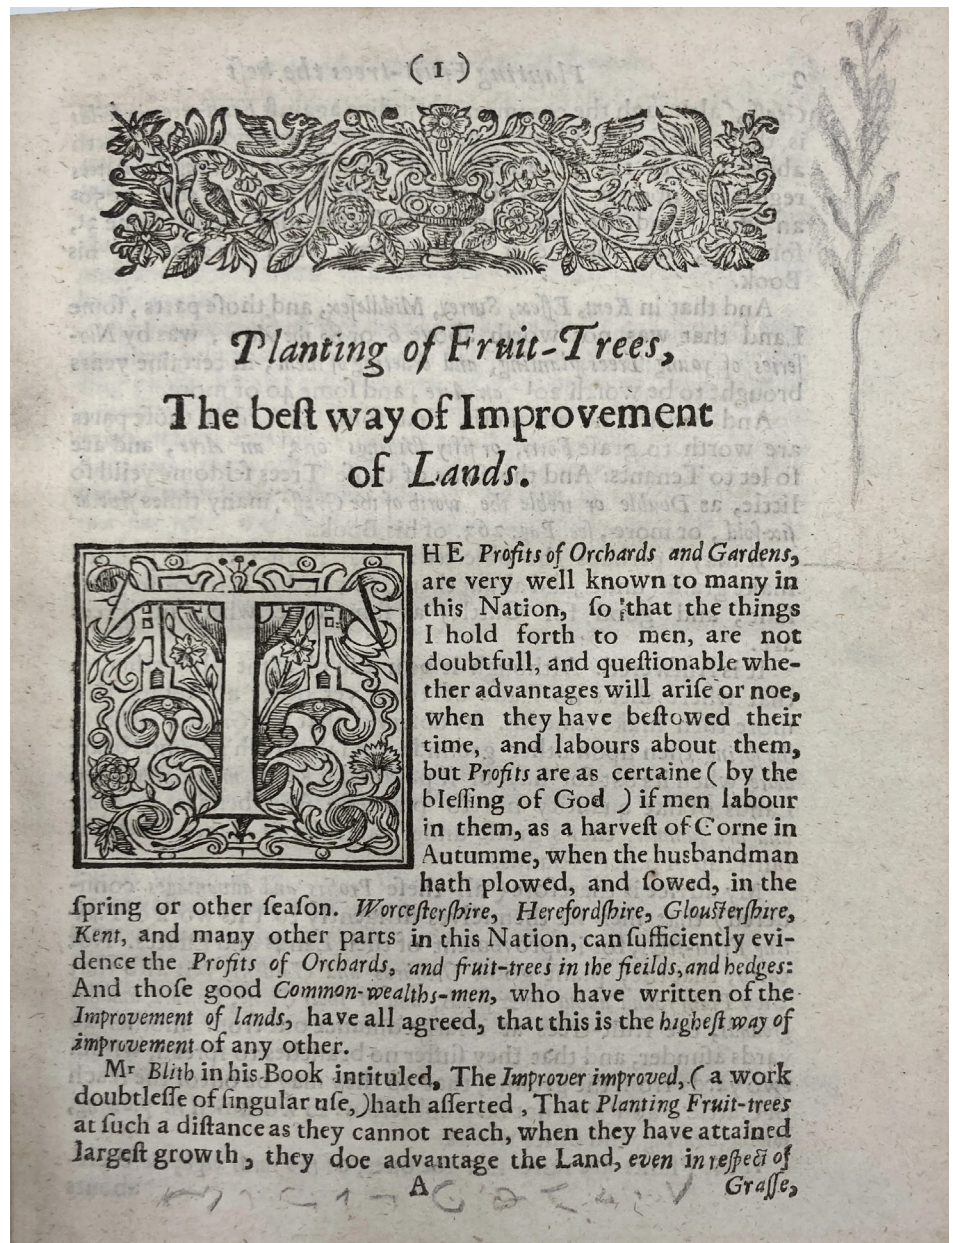 ( 1 )
Planting of Fruit-Trees,
The beſt way of Improvement
of Lands.
THE Profits of Orchards and Gardens,
are very well known to many in
this Nation, ſo that the things
I hold forth to men, are not
doubtfull, and queſtionable whe-
ther advantages will ariſe or noe,
when they have beſtowed their
time, and labours about them,
but Profits are as certaine ( by the
bleſſing of God ) if men labour
in them, as a harveſt of Corne in
Autumme, when the husbandman
hath plowed, and ſowed, in the
ſpring or other ſeaſon. Worceſterſhire, Herefordſhire, Glouſterſhire,
Kent, and many other parts in this Nation, can ſufficiently evi-
dence the Profits of Orchards, and fruit-trees in the fieilds, and hedges:
And thoſe good Common-wealths-men, who have written of the
Improvement of lands, have all agreed, that this is the higheſt way of
improvement of any other.
Mr Blith in his Book intituled, The Improver improved, ( a work
doubtleſſe of ſingular uſe, ) hath aſſerted , That Planting Fruit-trees
at ſuch a diſtance as they cannot reach, when they have attained
largeſt growth , they doe advantage the Land, even in reſpect of
A Graſſe,